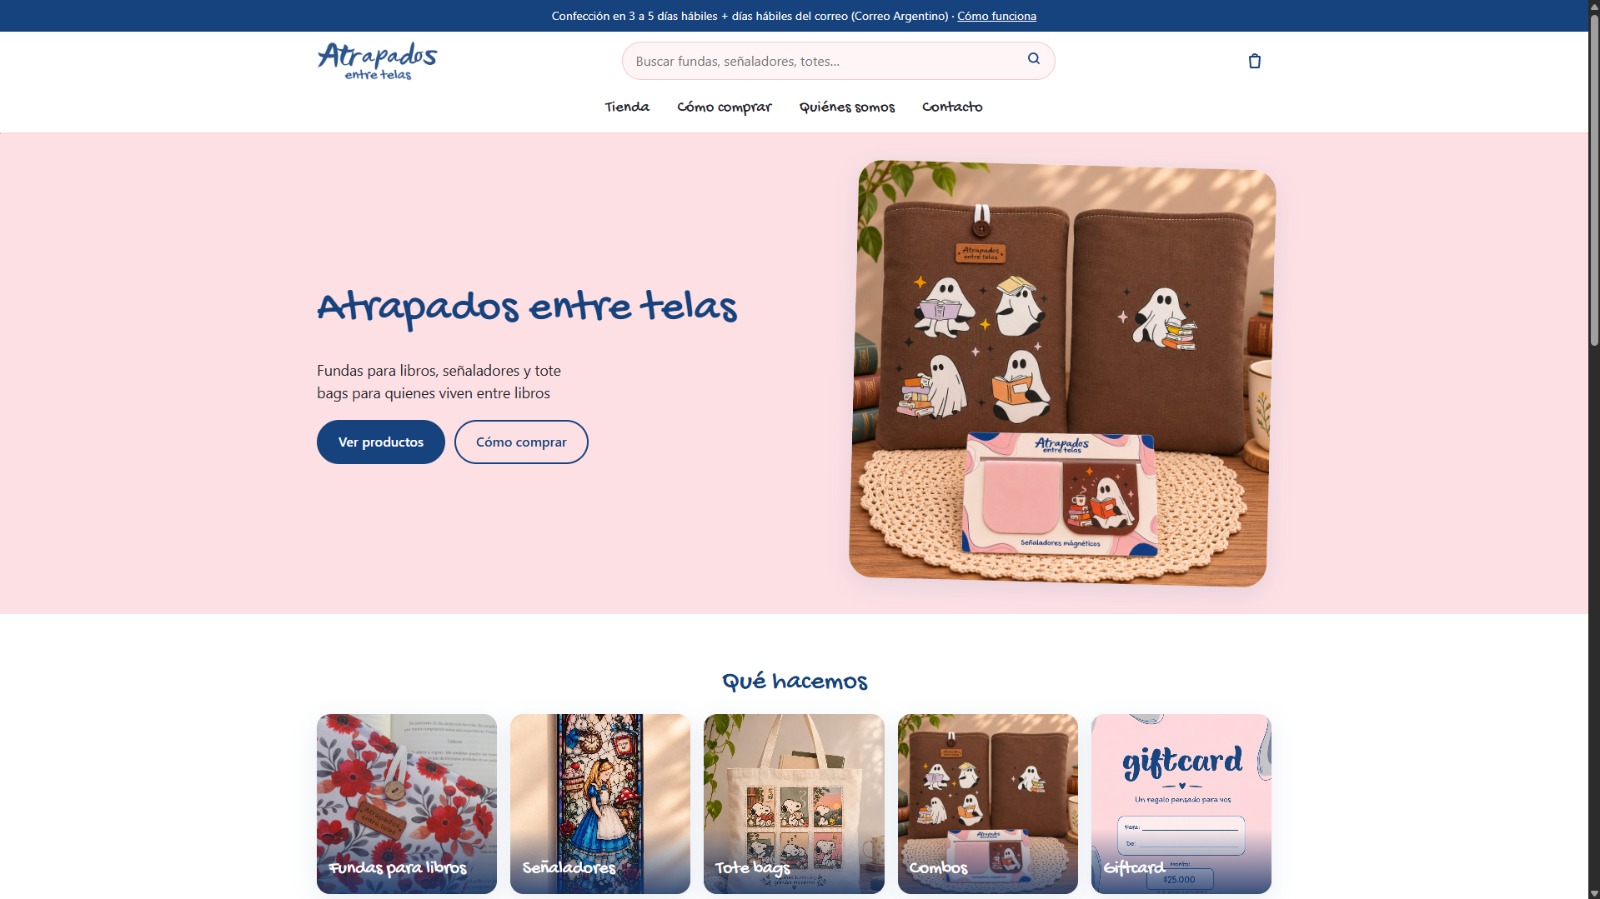 Confección en 3 a 5 días hábiles + días hábiles del correo (Correo Argentino) · Cómo funciona
Atrapados
entre telas
Buscar fundas, señaladores, totes...
Tienda
Cómo comprar
Quiénes somos
Contacto
Atrapados entre telas
Fundas para libros, señaladores y tote
bags para quienes viven entre libros
Ver productos
Cómo comprar
Atrapados
entre telas
Atrapados
entre telas
Señaladores magnéticos
Qué hacemos
Fundas para libros
Señaladores
Tote bags
Combos
giftcard
Un regalo pensado para vos
Para:
De:
Monto:
$25.000
Giftcard